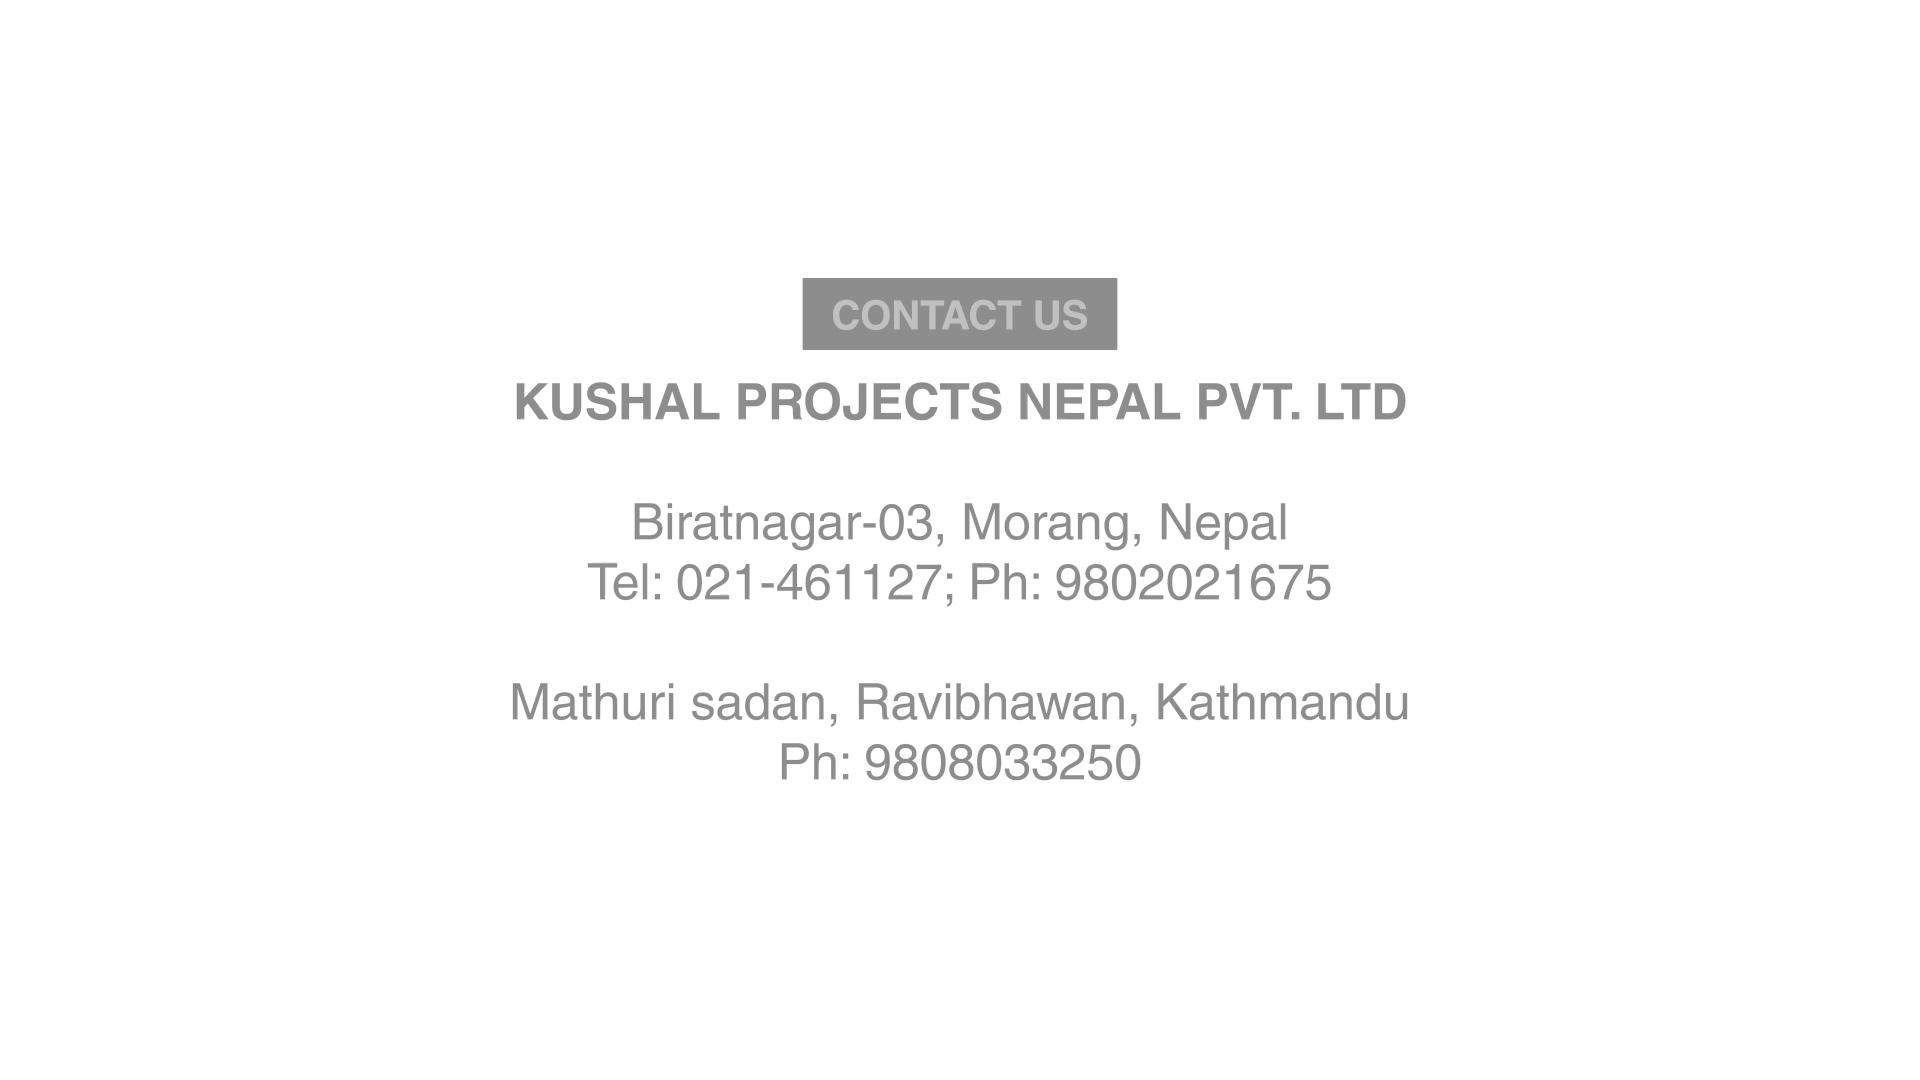 CONTACT US
KUSHAL PROJECTS NEPAL PVT. LTD
Biratnagar-03, Morang, Nepal
Tel: 021-461127; Ph: 9802021675
Mathuri sadan, Ravibhawan, Kathmandu
Ph: 9808033250